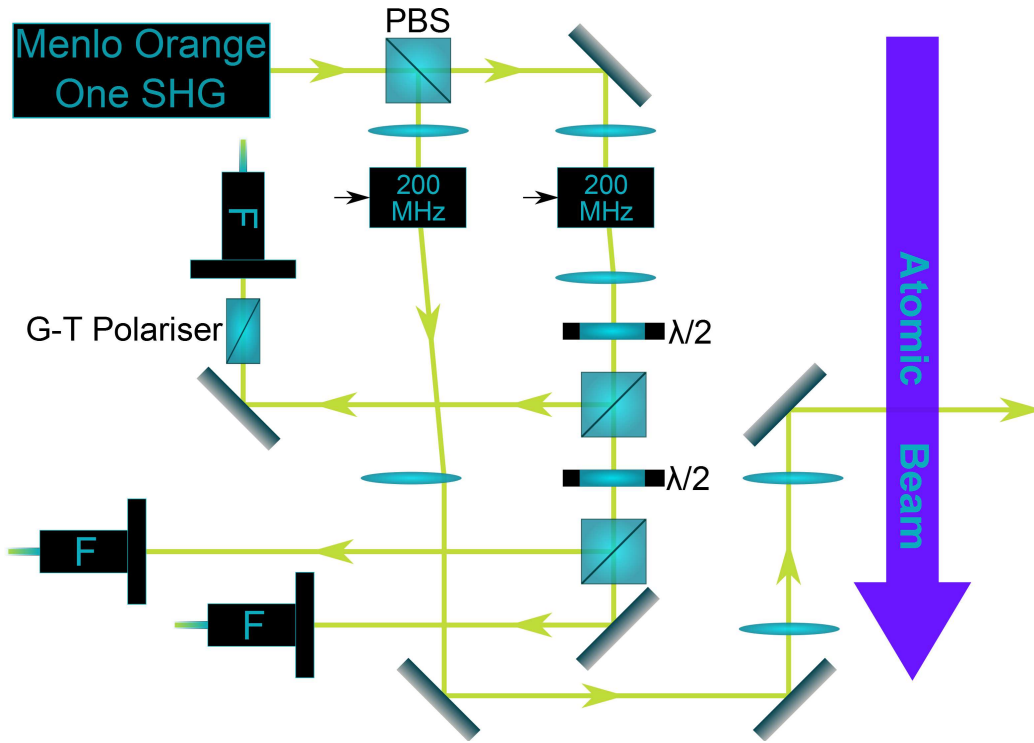 PBS
Menlo Orange
One SHG
200
MHz
200
MHz
F
G-T Polariser
λ/2
λ/2
F
F
Atomic Beam